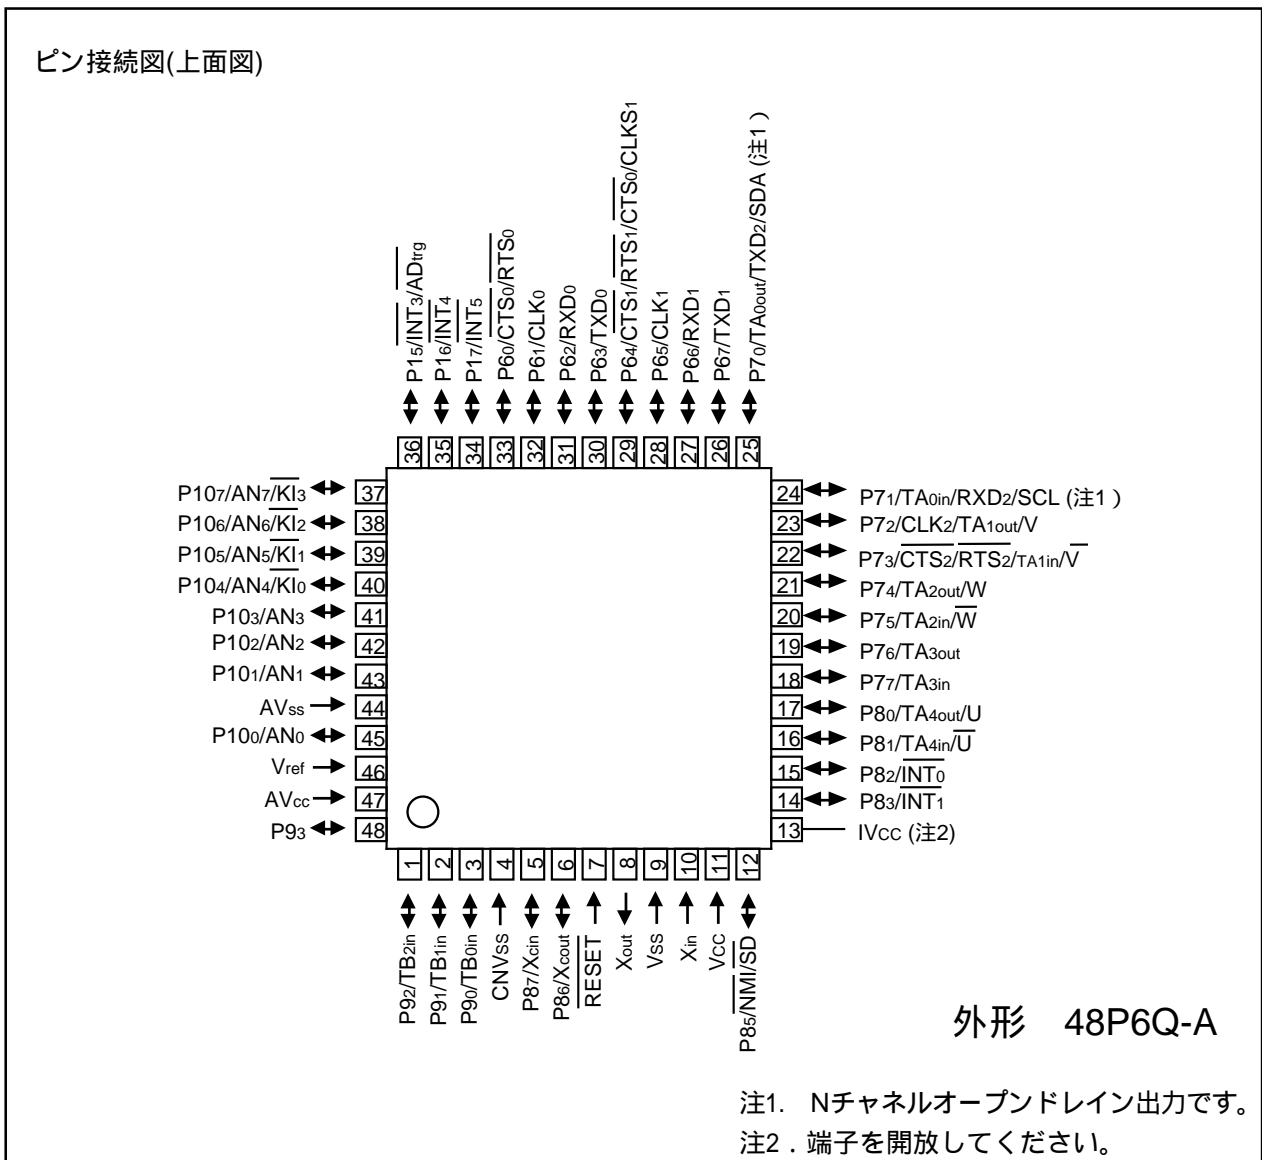 ピン接続図(上面図)
P15/INT3/ADtrg
P16/INT4
P17/INT5
P60/CTS0/RTS0
P61/CLK0
P62/RXD0
P63/TXD0
P64/CTS1/RTS1/CTS0/CLKS1
P65/CLK1
P66/RXD1
P67/TXD1
P70/TA0out/TXD2/SDA (注1)
36
35
34
33
32
31
30
29
28
27
26
25
P107/AN7/KI3
37
P106/AN6/KI2
38
P105/AN5/KI1
39
P104/AN4/KI0
40
P103/AN3
41
P102/AN2
42
P101/AN1
43
AVss
44
P100/AN0
45
Vref
46
AVcc
47
P93
48
24
P71/TA0in/RXD2/SCL (注1)
23
P72/CLK2/TA1out/V
22
P73/CTS2/RTS2/TA1in/V
21
P74/TA2out/W
20
P75/TA2in/W
19
P76/TA3out
18
P77/TA3in
17
P80/TA4out/U
16
P81/TA4in/U
15
P82/INT0
14
P83/INT1
13
IVCC (注2)
1
2
3
4
5
6
7
8
9
10
11
12
P92/TB2in
P91/TB1in
P90/TB0in
CNVSS
P87/Xcin
P86/Xcout
RESET
Xout
VSS
Xin
VCC
P85/NMI/SD
外形 48P6Q-A
注1. Nチャネルオープンドレイン出力です。
注2．端子を開放してください。